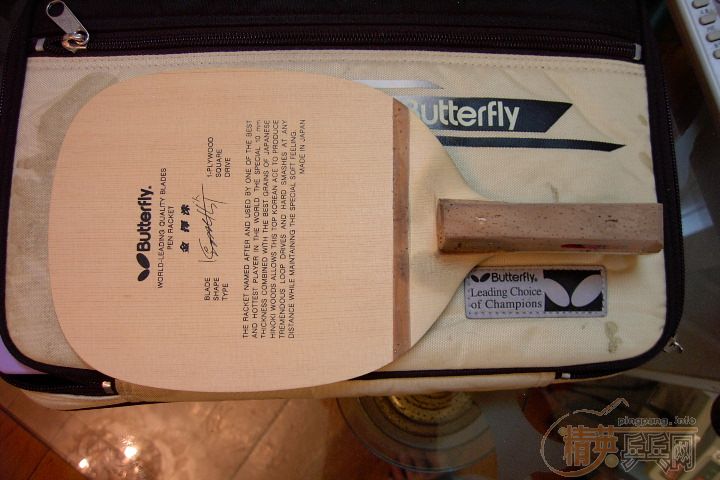 Butterfly
Butterfly.
WORLD-LEADING QUALITY BLADES
PEN RACKET
金擇洙
BLADE 1-PLYWOOD
SHAPE SQUARE
TYPE DRIVE
THE RACKET NAMED AFTER AND USED BY ONE OF THE BEST
AND HOTTEST PLAYER IN THE WORLD. THE SPECIAL 10 mm
THICKNESS COMBINED WITH THE BEST GRAINS OF JAPANESE
HINOKI WOODS ALLOWS THIS TOP KOREAN ACE TO PRODUCE
TREMENDOUS LOOP DRIVES AND HARD SMASHES AT ANY
DISTANCE WHILE MAINTAINING THE SPECIAL SOFT FEELING.
MADE IN JAPAN
Butterfly.
Leading Choice
of Champions
pingpang.info
精英乒乓网